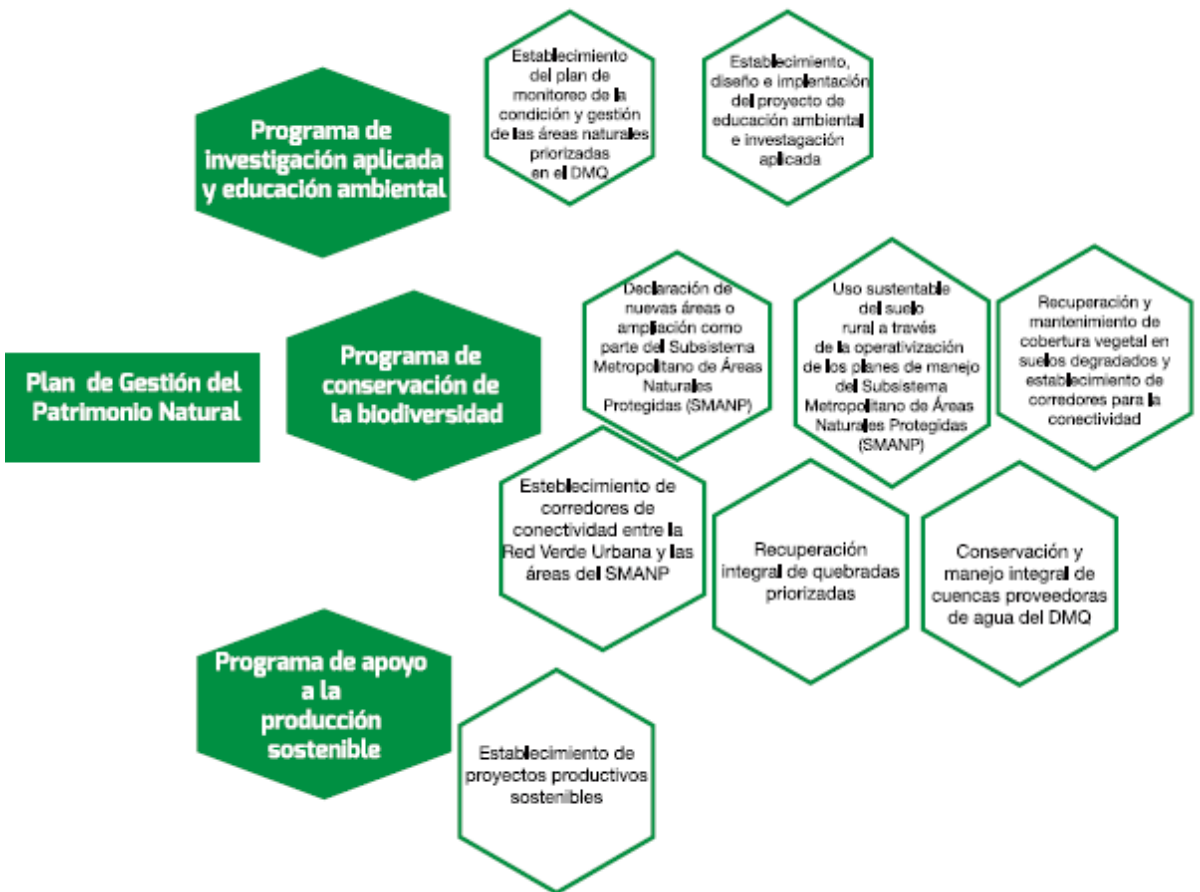 Plan de Gestión del
Patrimonio Natural
Programa de
investigación aplicada
y educación ambiental
Establecimiento
del plan de
monitoreo de la
condición y gestión
de las áreas naturales
priorizadas
en el DMQ
Establecimiento,
diseño e implentación
del proyecto de
educación ambiental
e investagación
aplicada
Programa de
conservación de
la biodiversidad
Declaración de
nuevas áreas o
ampliación como
parte del Subsistema
Metropolitano de Áreas
Naturales
Protegidas (SMANP)
Uso sustentable
del suelo
rural a través
de la operativización
de los planes de manejo
del Subsistema
Metropolitano de Áreas
Naturales Protegidas
(SMANP)
Recuperación y
mantenimiento de
cobertura vegetal en
suelos degradados y
establecimiento de
corredores para la
conectividad
Esteblecimiento de
corredores de
conectividad entre la
Red Verde Urbana y las
áreas del SMANP
Recuperación
integral de quebradas
priorizadas
Conservación y
manejo integral de
cuencas proveedoras
de agua del DMQ
Programa de apoyo
a la
producción
sostenible
Establecimiento de
proyectos productivos
sostenibles